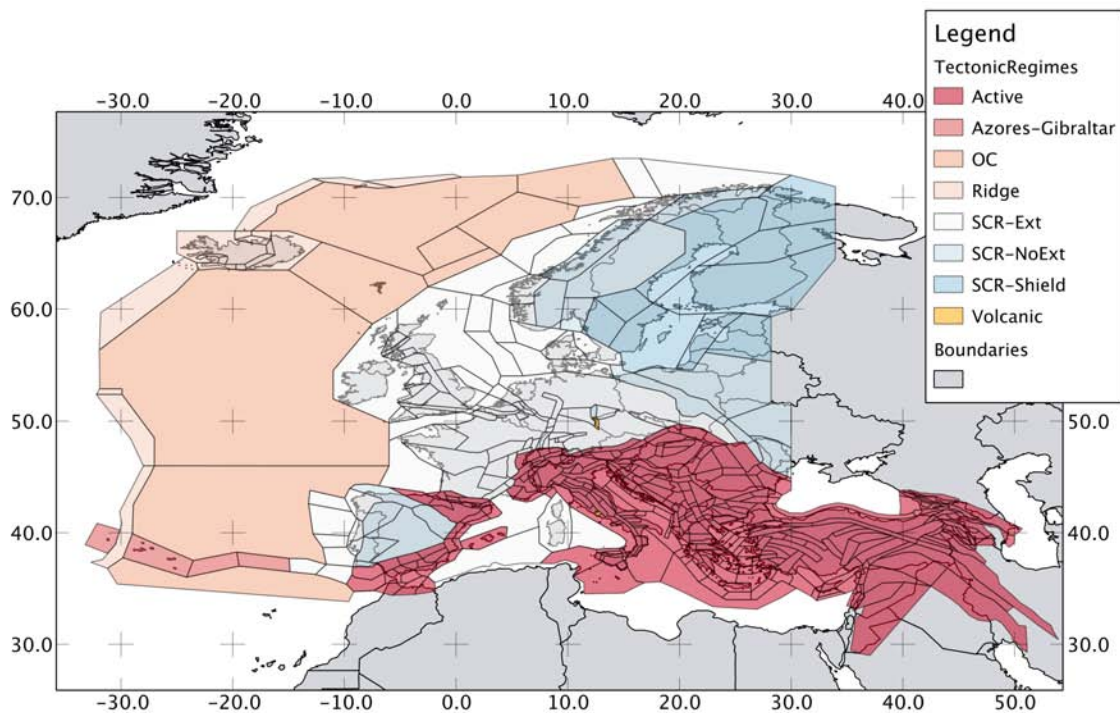 Legend
TectonicRegimes
Active
Azores-Gibraltar
OC
Ridge
SCR-Ext
SCR-NoExt
SCR-Shield
Volcanic
Boundaries
−30.0 −20.0 −10.0 0.0 10.0 20.0 30.0 40.0
70.0
60.0
50.0 50.0
40.0 40.0
30.0 30.0
−30.0 −20.0 −10.0 0.0 10.0 20.0 30.0 40.0 50.0